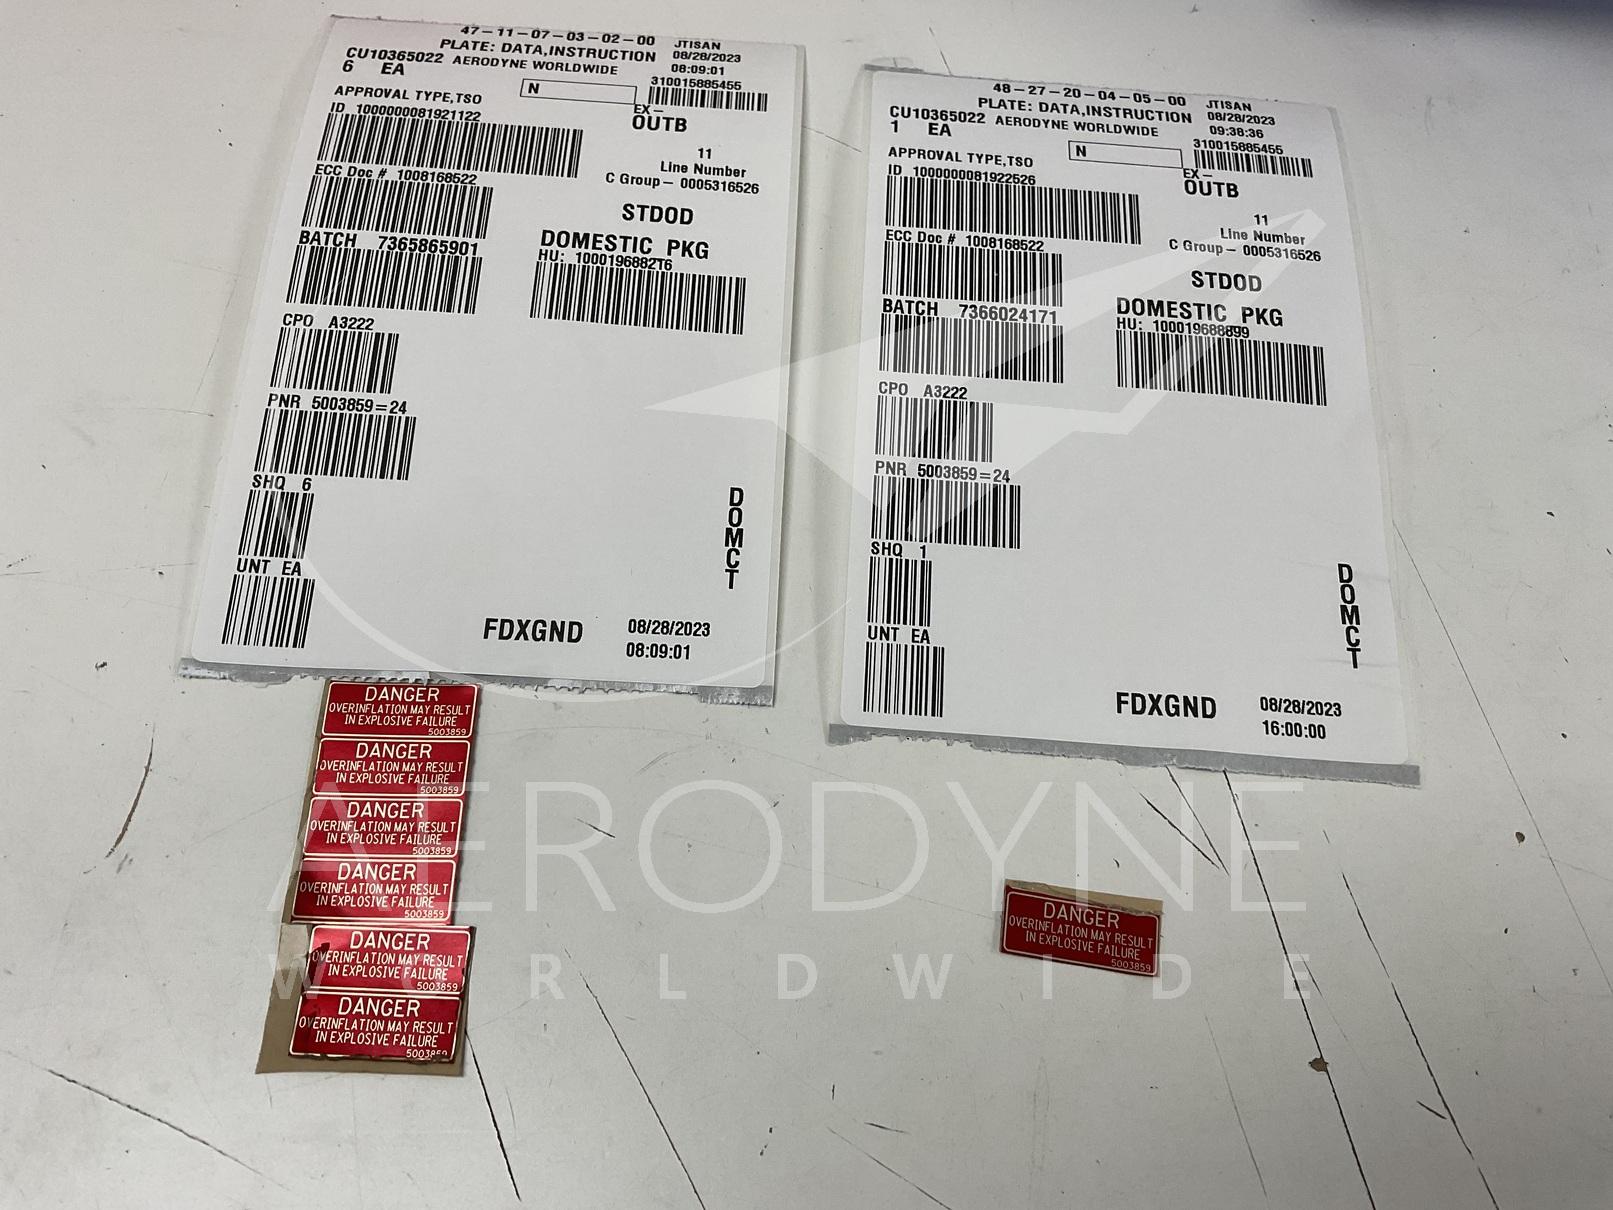 47-11-07-03-02-00
JTISAN
PLATE: DATA,INSTRUCTION
08/28/2023
CU10365022 AERODYNE WORLDWIDE
08:09:01
6 EA
310015885455
N
APPROVAL TYPE,TSO
EX-
OUTB
ID 1000000081921122
11
Line Number
C Group- 0005316526
ECC Doc # 1008168522
STDOD
BATCH 7365865901
DOMESTIC PKG
HU: 100019688276
CPO A3222
PNR 5003859=24
SHQ 6
DOMCT
UNT EA
FDXGND
08/28/2023
08:09:01
DANGER
OVERINFLATION MAY RESULT
IN EXPLOSIVE FAILURE
5003859
DANGER
OVERINFLATION MAY RESULT
IN EXPLOSIVE FAILURE
5003859
DANGER
OVERINFLATION MAY RESULT
IN EXPLOSIVE FAILURE
5003859
DANGER
OVERINFLATION MAY RESULT
IN EXPLOSIVE FAILURE
5003859
DANGER
OVERINFLATION MAY RESULT
IN EXPLOSIVE FAILURE
5003859
DANGER
OVERINFLATION MAY RESULT
IN EXPLOSIVE FAILURE
5003859
48-27-20-04-05-00
JTISAN
PLATE: DATA,INSTRUCTION
08/28/2023
CU10365022 AERODYNE WORLDWIDE
09:38:36
1 EA
310015885455
N
APPROVAL TYPE,TSO
EX-
OUTB
ID 1000000081922526
11
Line Number
C Group- 0005316526
ECC Doc # 1008168522
STDOD
BATCH 7366024171
DOMESTIC PKG
HU: 100019688899
CPO A3222
PNR 5003859=24
SHQ 1
DOMCT
UNT EA
FDXGND
08/28/2023
16:00:00
DANGER
OVERINFLATION MAY RESULT
IN EXPLOSIVE FAILURE
5003859
AERODYNE
WORLDWIDE